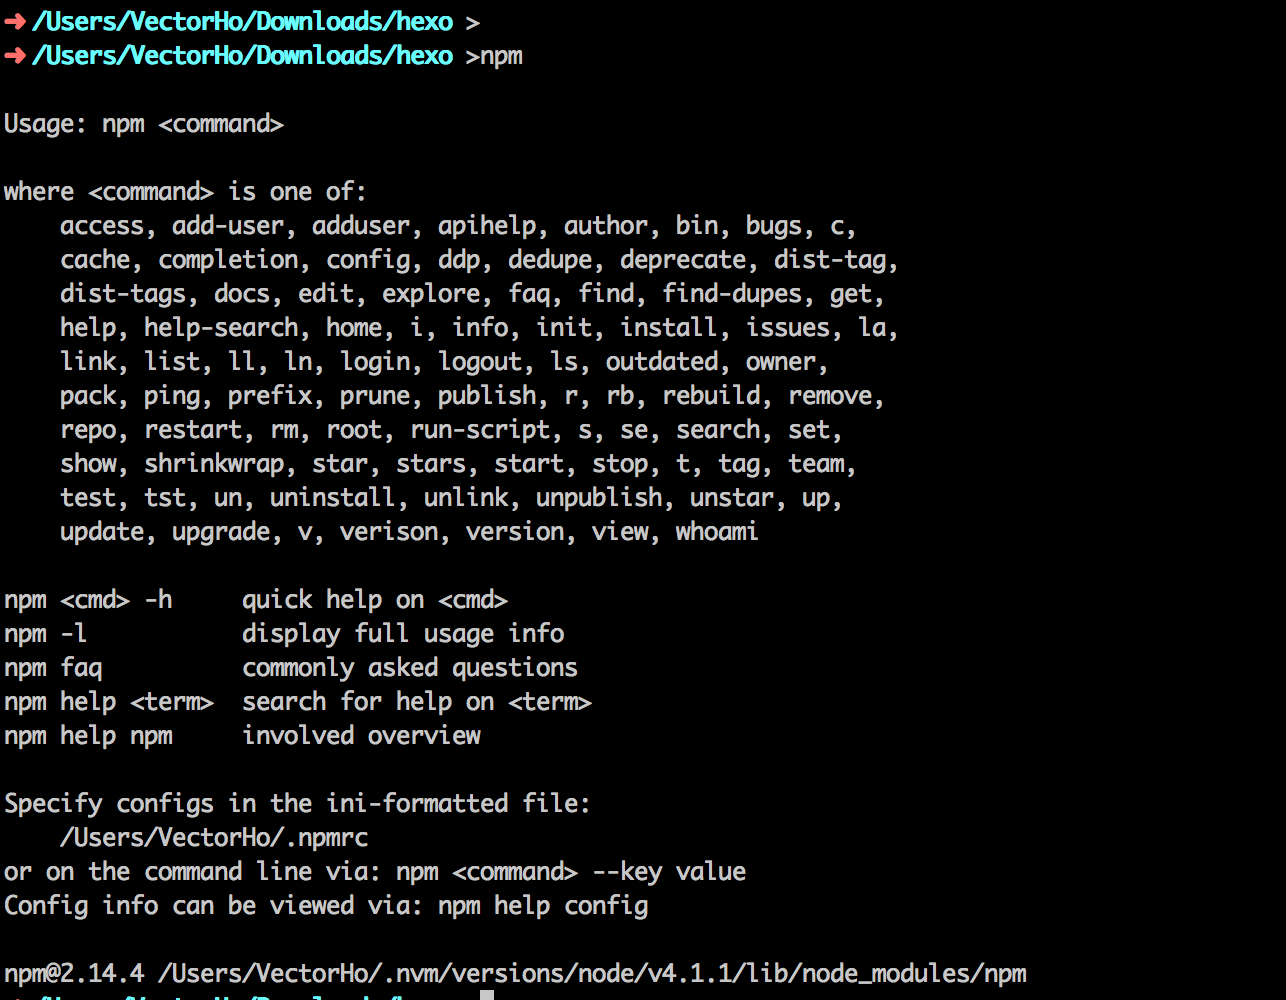 ➜ /Users/VectorHo/Downloads/hexo >
➜ /Users/VectorHo/Downloads/hexo >npm
Usage: npm <command>
where <command> is one of:
    access, add-user, adduser, apihelp, author, bin, bugs, c,
    cache, completion, config, ddp, dedupe, deprecate, dist-tag,
    dist-tags, docs, edit, explore, faq, find, find-dupes, get,
    help, help-search, home, i, info, init, install, issues, la,
    link, list, ll, ln, login, logout, ls, outdated, owner,
    pack, ping, prefix, prune, publish, r, rb, rebuild, remove,
    repo, restart, rm, root, run-script, s, se, search, set,
    show, shrinkwrap, star, stars, start, stop, t, tag, team,
    test, tst, un, uninstall, unlink, unpublish, unstar, up,
    update, upgrade, v, verison, version, view, whoami
npm <cmd> -h     quick help on <cmd>
npm -l           display full usage info
npm faq          commonly asked questions
npm help <term>  search for help on <term>
npm help npm     involved overview
Specify configs in the ini-formatted file:
    /Users/VectorHo/.npmrc
or on the command line via: npm <command> --key value
Config info can be viewed via: npm help config
npm@2.14.4 /Users/VectorHo/.nvm/versions/node/v4.1.1/lib/node_modules/npm